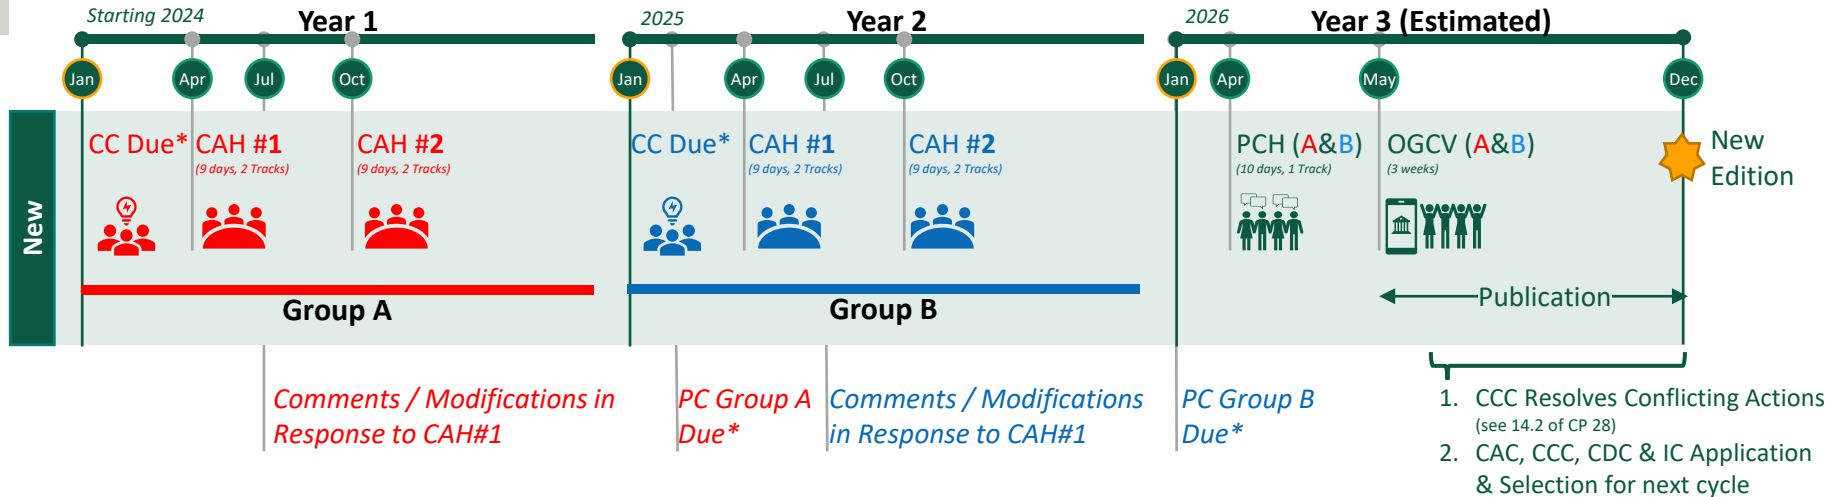 Starting 2024
Year 1
2025
Year 2
2026
Year 3 (Estimated)
Jan
Apr
Jul
Oct
Jan
Apr
Jul
Oct
Jan
Apr
May
Dec
New
CC Due*
CAH #1
(9 days, 2 Tracks)
CAH #2
(9 days, 2 Tracks)
CC Due*
CAH #1
(9 days, 2 Tracks)
CAH #2
(9 days, 2 Tracks)
PCH (A&B)
(10 days, 1 Track)
OGCV (A&B)
(3 weeks)
New
Edition
Group A
Group B
Publication
Comments / Modifications in
Response to CAH#1
PC Group A
Due*
Comments / Modifications
in Response to CAH#1
PC Group B
Due*
1. CCC Resolves Conflicting Actions
(see 14.2 of CP 28)
2. CAC, CCC, CDC & IC Application
& Selection for next cycle